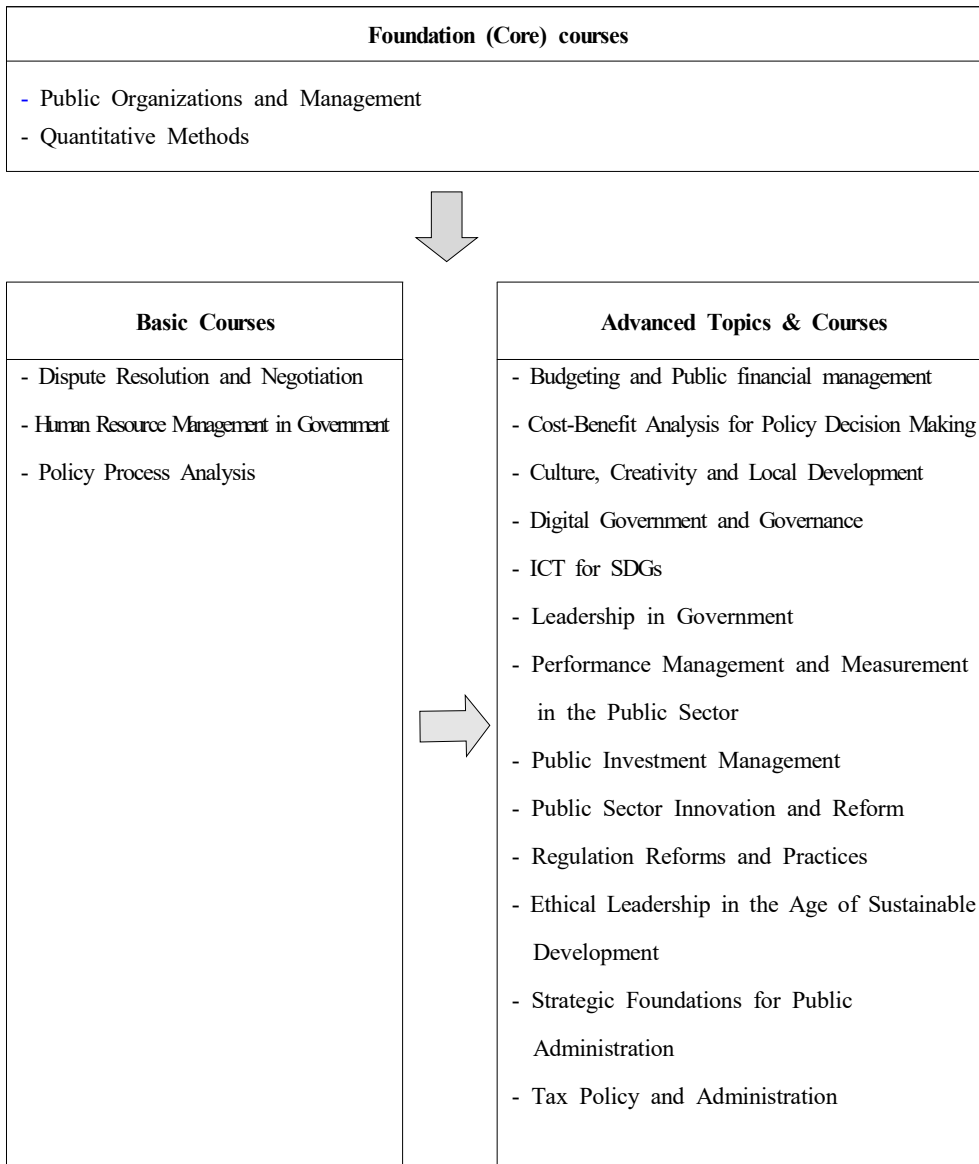 Foundation (Core) courses
- Public Organizations and Management
- Quantitative Methods
Basic Courses
- Dispute Resolution and Negotiation
- Human Resource Management in Government
- Policy Process Analysis
Advanced Topics & Courses
- Budgeting and Public financial management
- Cost-Benefit Analysis for Policy Decision Making
- Culture, Creativity and Local Development
- Digital Government and Governance
- ICT for SDGs
- Leadership in Government
- Performance Management and Measurement
in the Public Sector
- Public Investment Management
- Public Sector Innovation and Reform
- Regulation Reforms and Practices
- Ethical Leadership in the Age of Sustainable
Development
- Strategic Foundations for Public
Administration
- Tax Policy and Administration